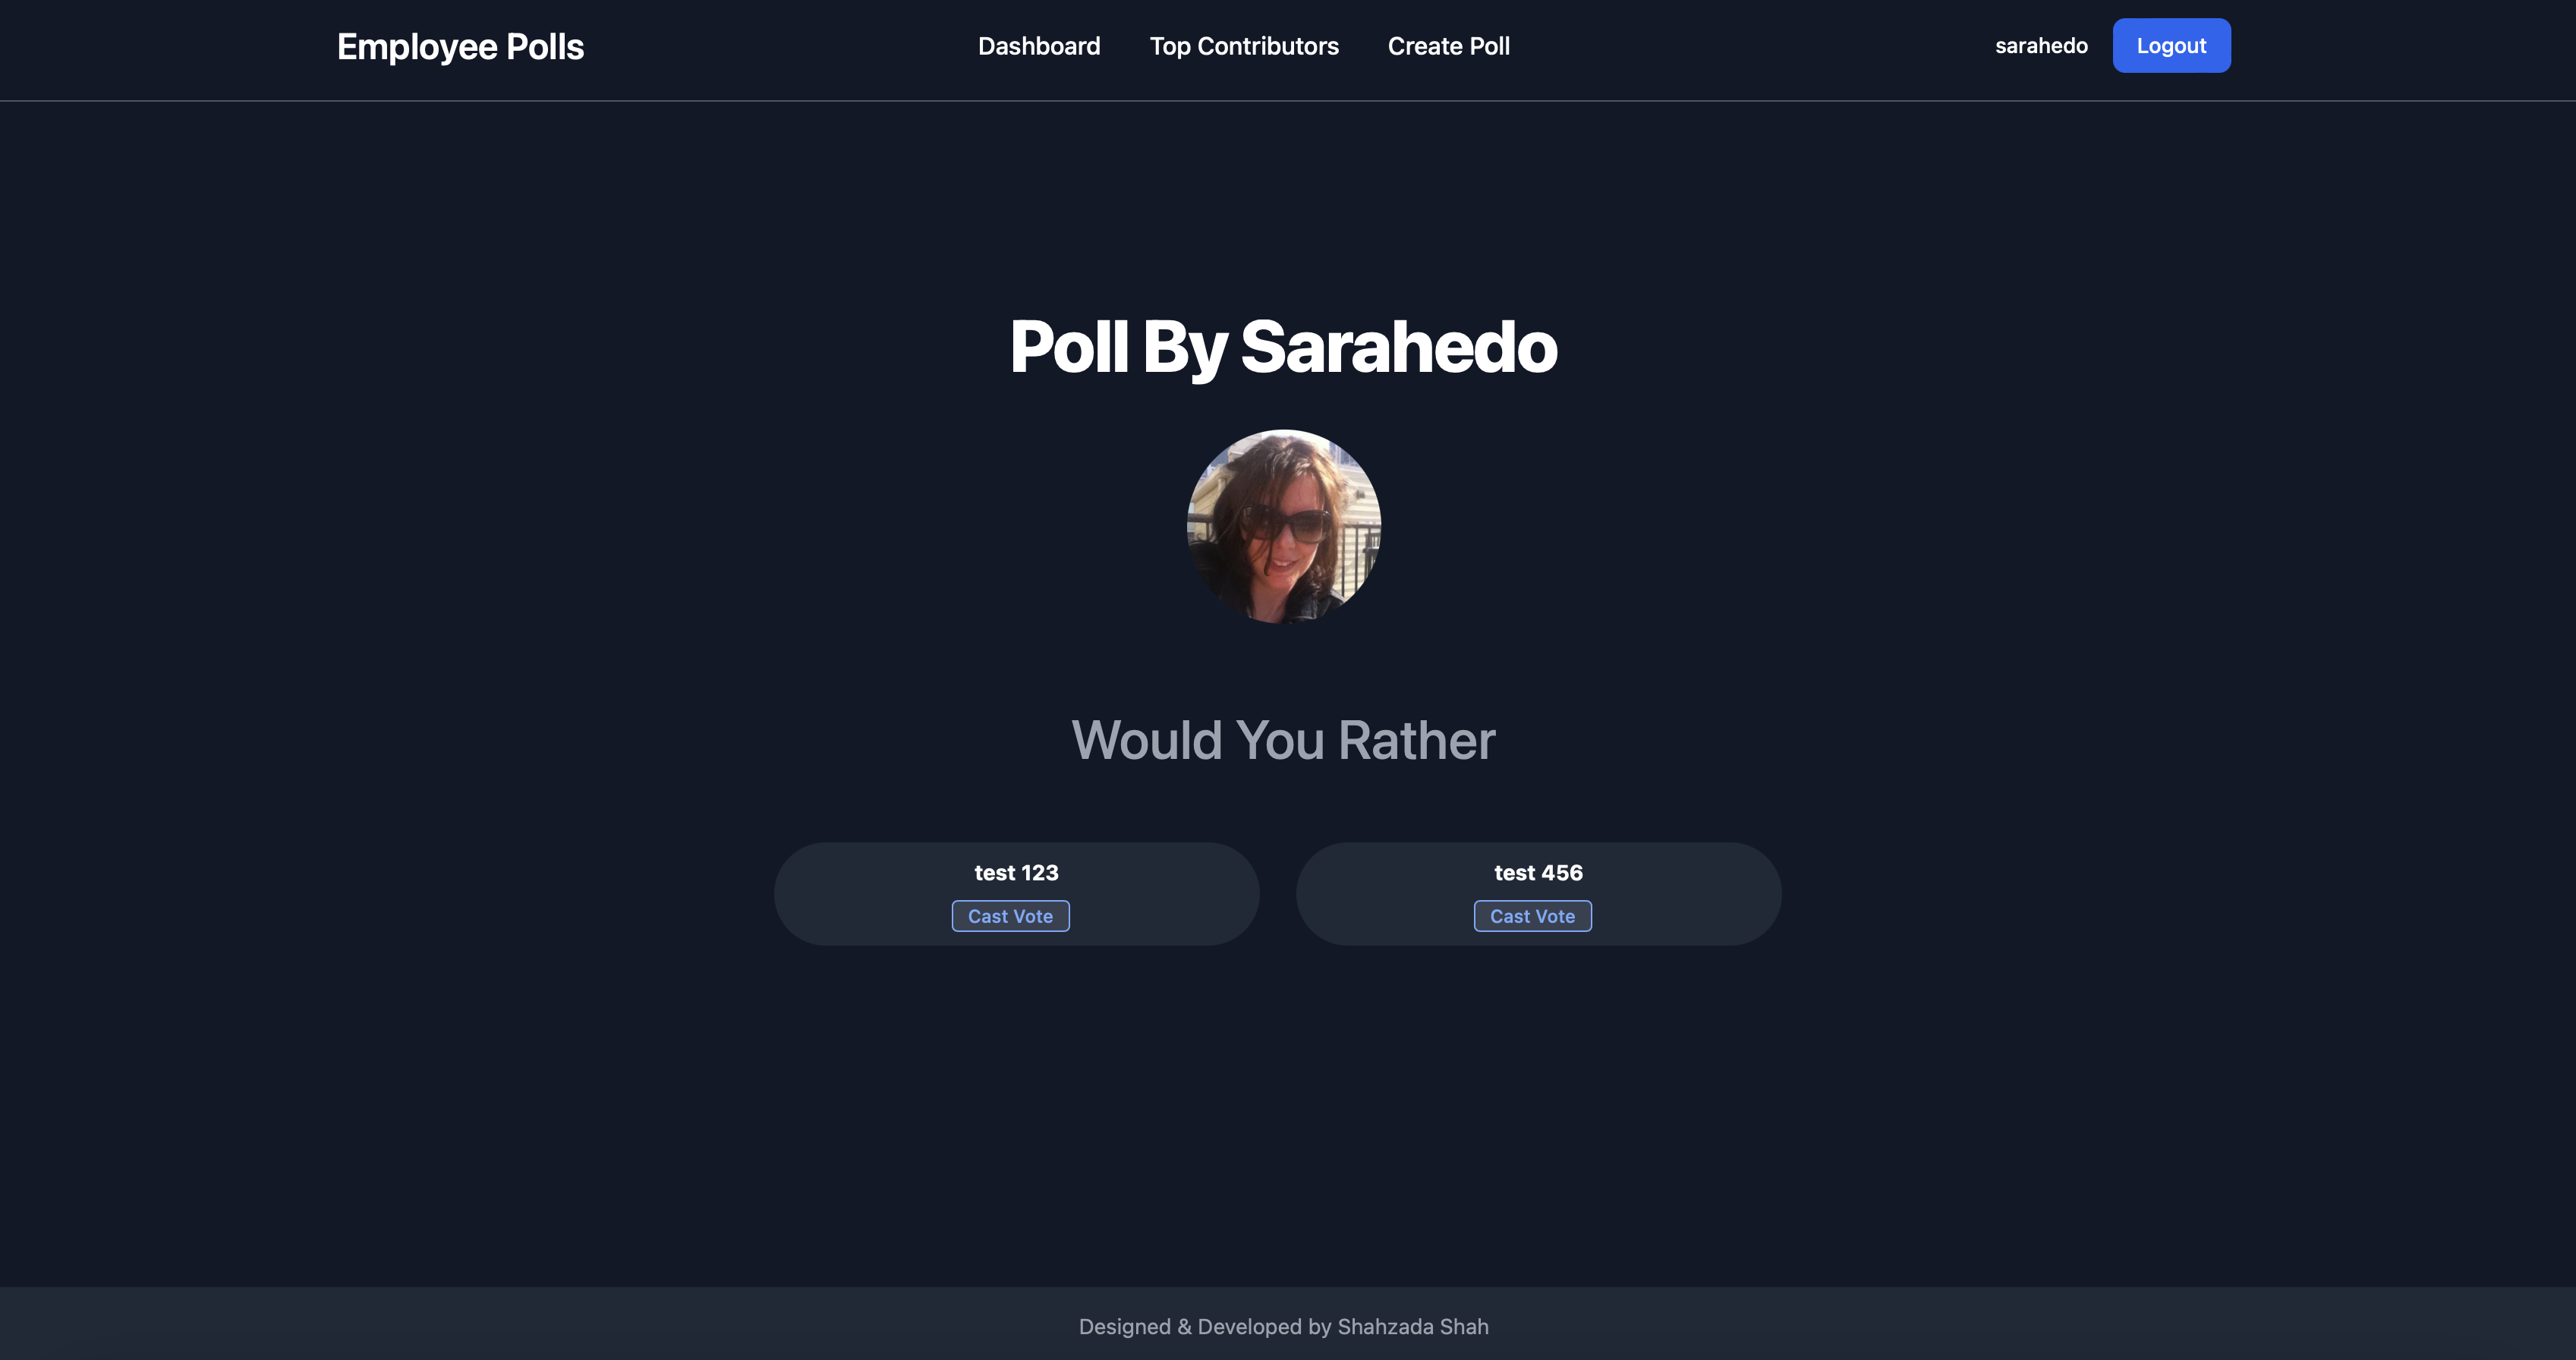 Employee Polls
Dashboard
Top Contributors
Create Poll
sarahedo
Logout
Poll By Sarahedo
Would You Rather
test 123
Cast Vote
test 456
Cast Vote
Designed & Developed by Shahzada Shah